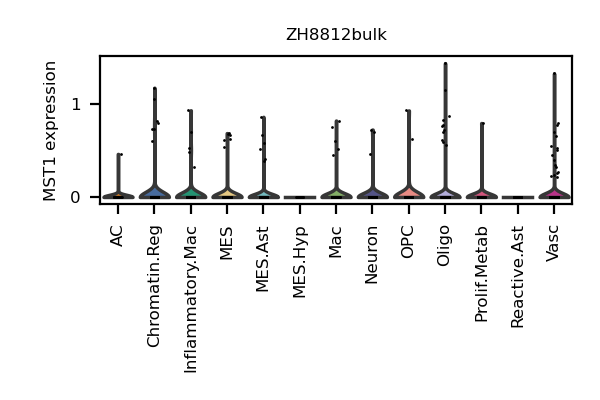 ZH8812bulk
MST1 expression
1
0
AC
Chromatin.Reg
Inflammatory.Mac
MES
MES.Ast
MES.Hyp
Mac
Neuron
OPC
Oligo
Prolif.Metab
Reactive.Ast
Vasc